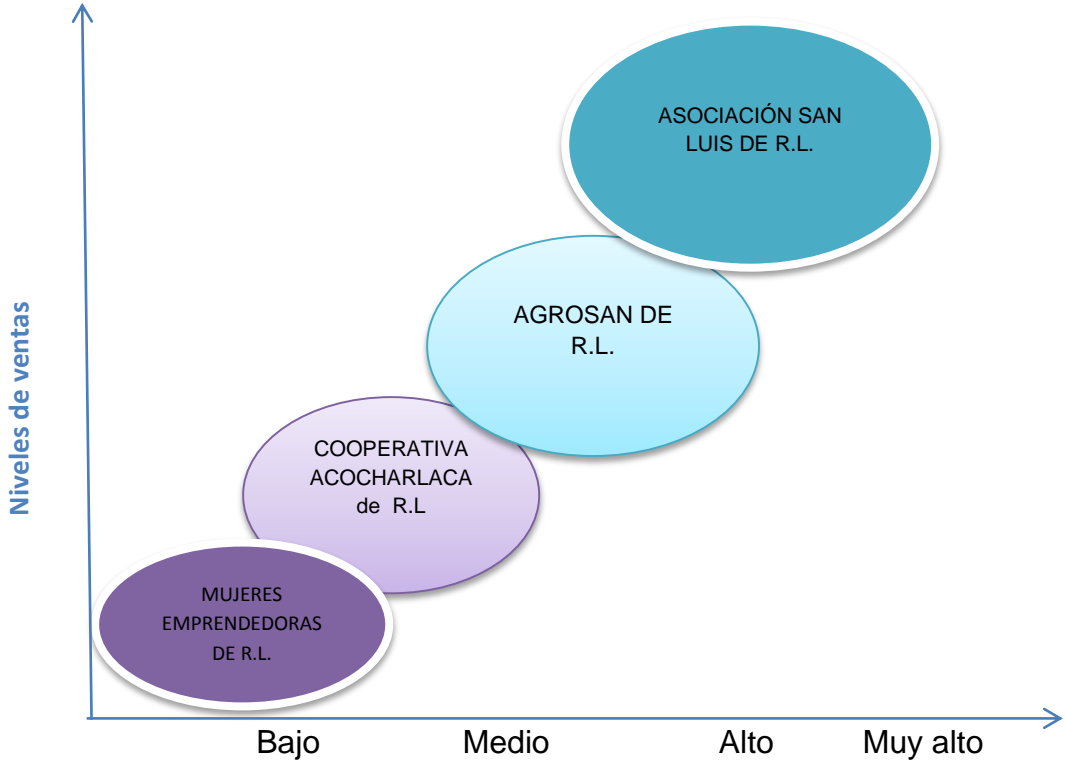 ASOCIACIÓN SAN
LUIS DE R.L.
AGROSAN DE
R.L.
Niveles de ventas
COOPERATIVA
ACOCHARLACA
de R.L
MUJERES
EMPRENDEDORAS
DE R.L.
Bajo Medio Alto Muy alto